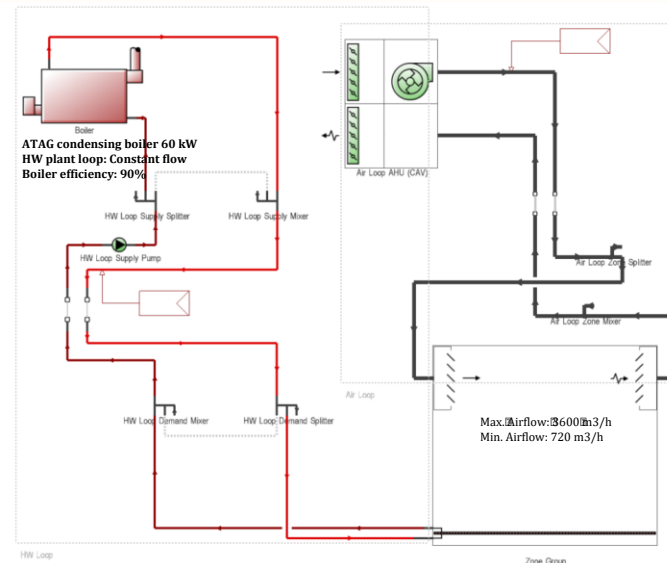 Boiler
ATAG condensing boiler 60 kW
HW plant loop: Constant flow
Boiler efficiency: 90%
Air Loop AHU (CAV)
HW Loop Supply Splitter
HW Loop Supply Mixer
HW Loop Supply Pump
Air Loop Zone Splitter
Air Loop Zone Mixer
Air Loop
HW Loop Demand Mixer
HW Loop Demand Splitter
Max. Airflow: 3600 m3/h
Min. Airflow: 720 m3/h
HW Loop
Zone Group